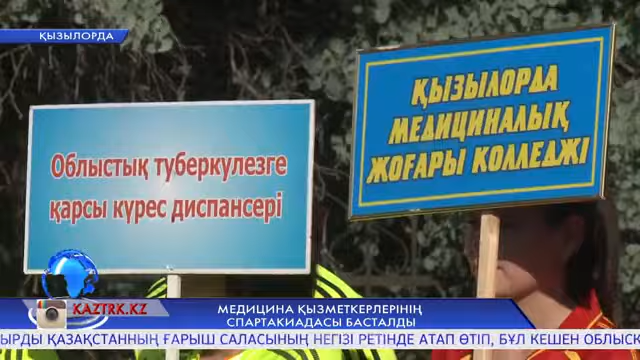 ҚЫЗЫЛОРДА
Облыстық туберкулезге
қарсы күрес диспансері
ҚЫЗЫЛОРДА
МЕДИЦИНАЛЫҚ
ЖОҒАРЫ КОЛЛЕДЖІ
KAZTRK.KZ
МЕДИЦИНА ҚЫЗМЕТКЕРЛЕРІНІҢ
СПАРТАКИАДАСЫ БАСТАЛДЫ
ЫРДЫ ҚАЗАҚСТАННЫҢ ҒАРЫШ САЛАСЫНЫҢ НЕГІЗІ РЕТІНДЕ АТАП ӨТІП, БҰЛ КЕШЕН ОБЛЫС